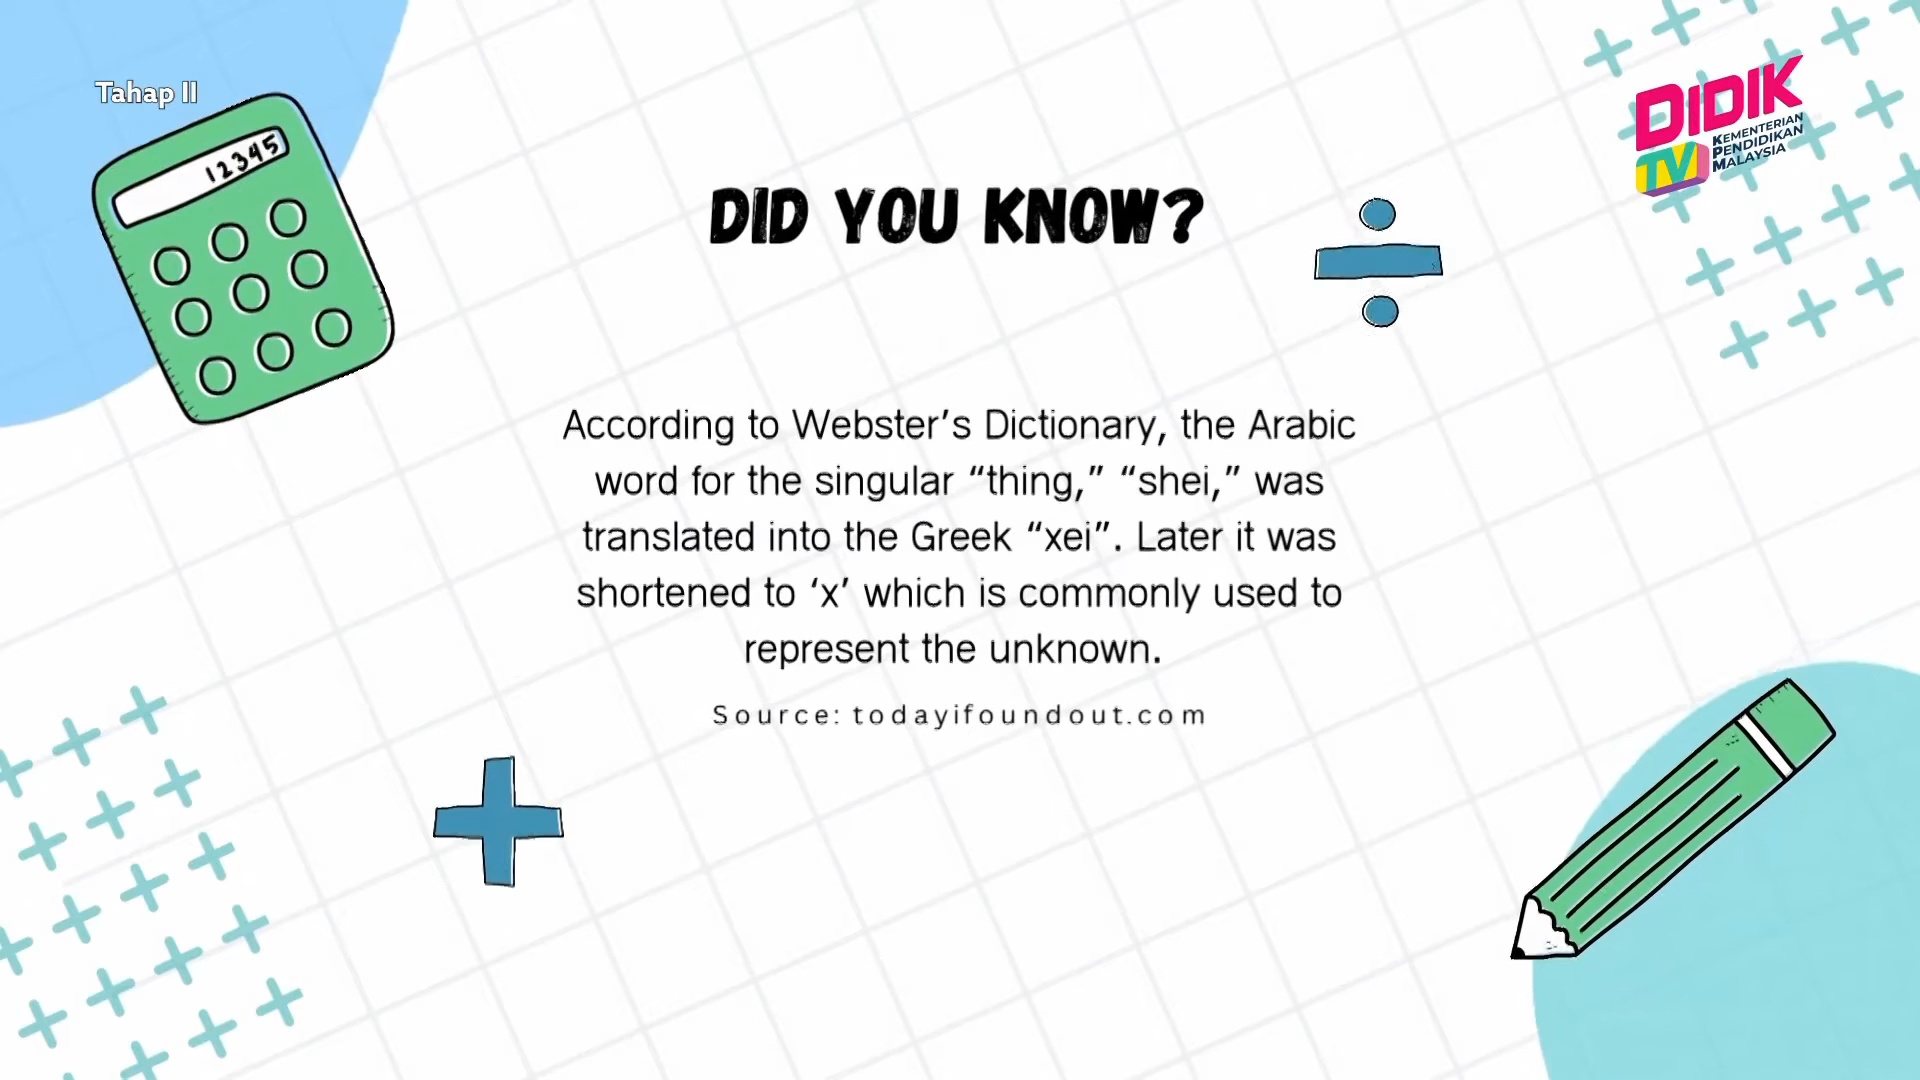 Tahap II
12345
DIDIK
TV
KEMENTERIAN
PENDIDIKAN
MALAYSIA
DID YOU KNOW?
According to Webster’s Dictionary, the Arabic
word for the singular “thing,” “shei,” was
translated into the Greek “xei”. Later it was
shortened to ‘x’ which is commonly used to
represent the unknown.
Source: todayifoundout.com